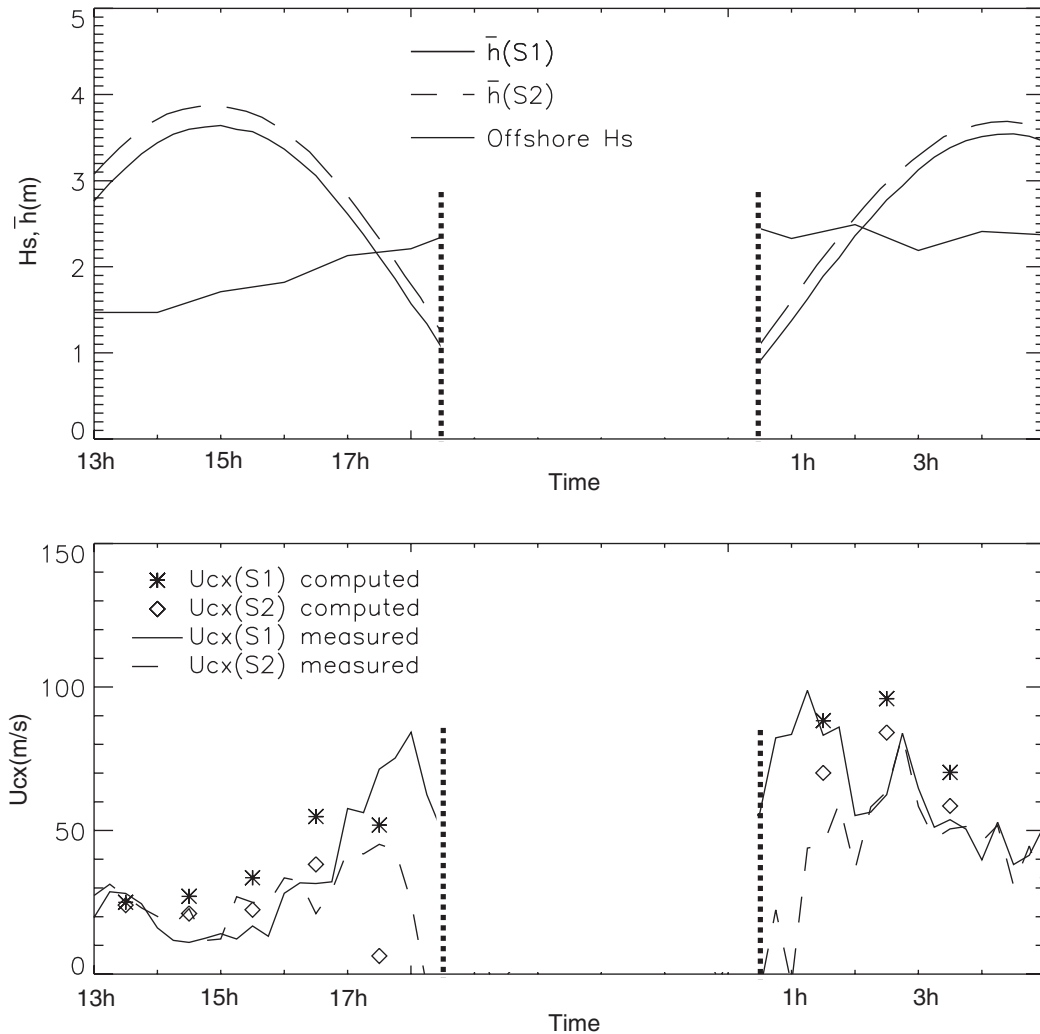 5
4
3
2
1
0
Hs, h̅(m)
h̅(S1)
h̅(S2)
Offshore Hs
13h 15h 17h 1h 3h
Time
150
100
50
0
Ucx(m/s)
Ucx(S1) computed
Ucx(S2) computed
Ucx(S1) measured
Ucx(S2) measured
13h 15h 17h 1h 3h
Time